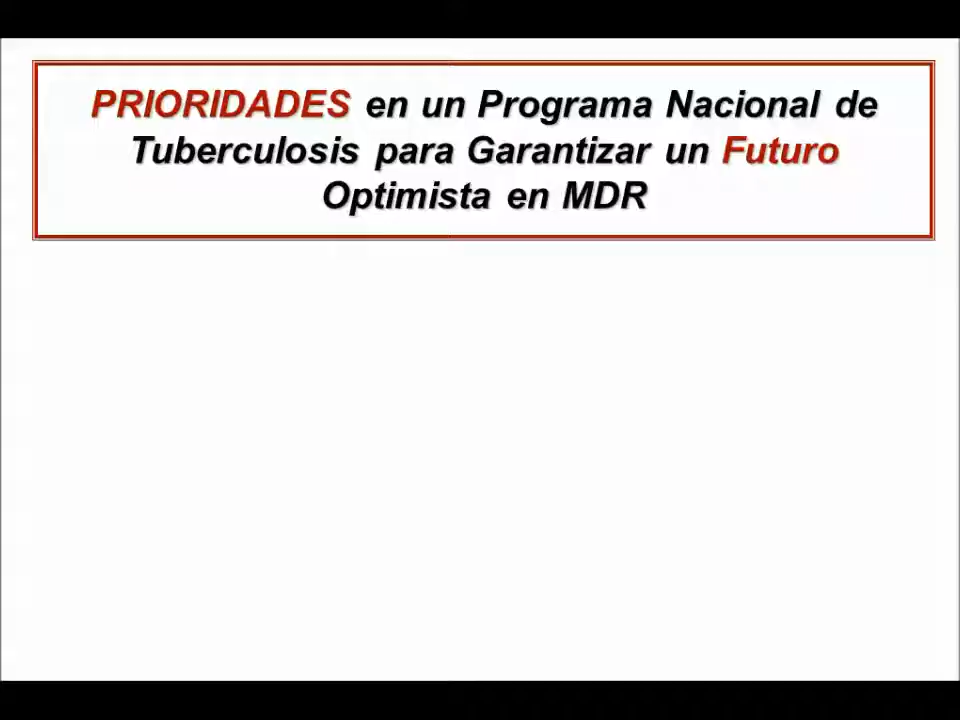 PRIORIDADES en un Programa Nacional de
Tuberculosis para Garantizar un Futuro
Optimista en MDR